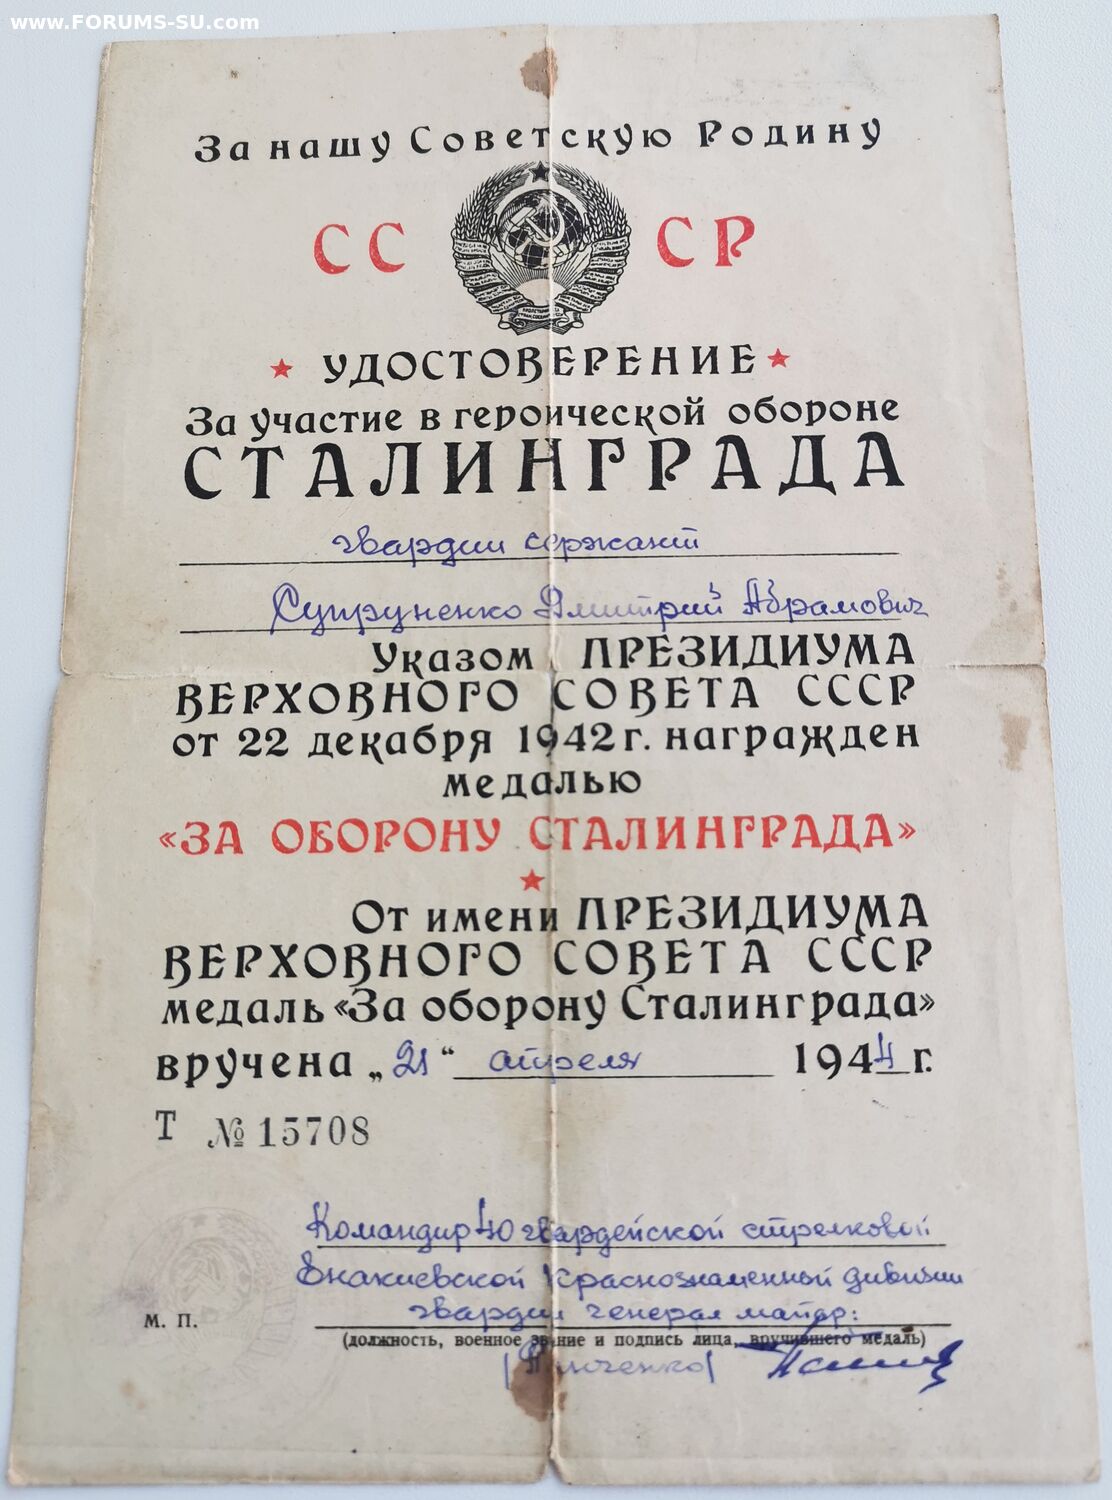 www.FORUMS-SU.com
За нашу Советскую Родину
СС СР
УДОСТОВЕРЕНИЕ
За участие в героической обороне
СТАЛИНГРАДА
гвардии сержант
Супруненко Дмитрий Абрамович
Указом ПРЕЗИДИУМА
ВЕРХОВНОГО СОВЕТА СССР
от 22 декабря 1942 г. награжден
медалью
«ЗА ОБОРОНУ СТАЛИНГРАДА»
От имени ПРЕЗИДИУМА
ВЕРХОВНОГО СОВЕТА СССР
медаль «За оборону Сталинграда»
вручена „21“ апреля 1944 г.
Т № 15708
Командир 40 гвардейской стрелковой
Енакиевской Краснознаменный дивизии
гвардии генерал майор:
М. П.
(должность, военное звание и подпись лица, вручившего медаль)